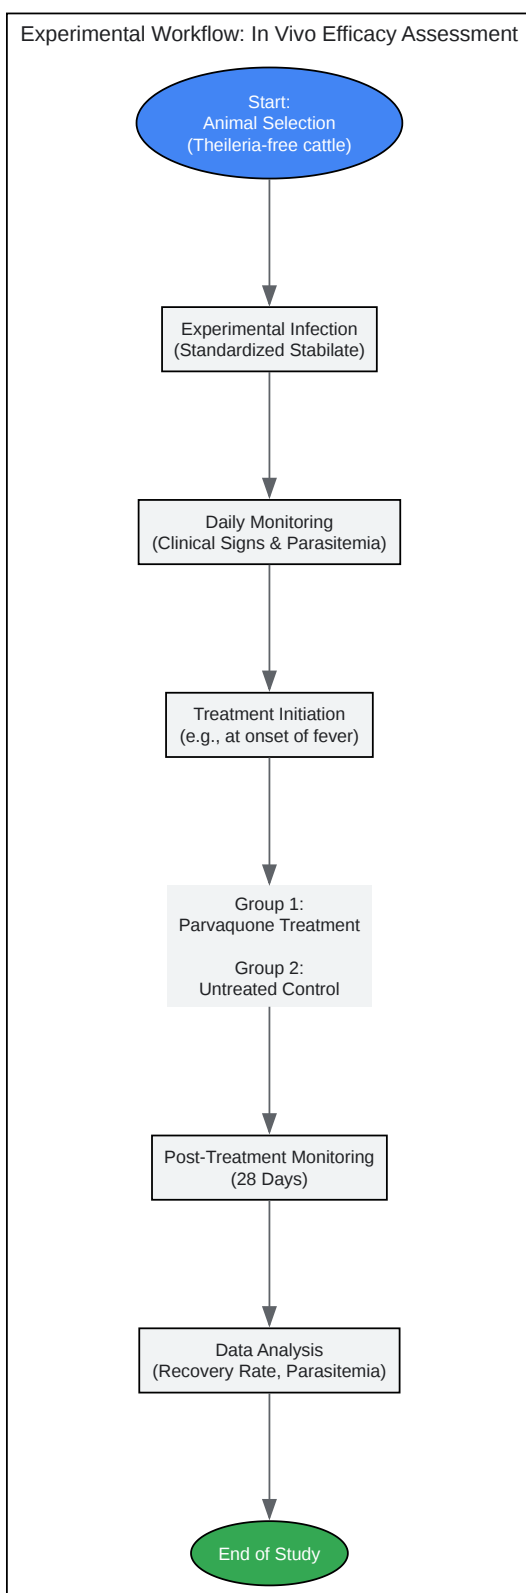 Experimental Workflow: In Vivo Efficacy Assessment
Start:
Animal Selection
(Theileria-free cattle)
Experimental Infection
(Standardized Stabilate)
Daily Monitoring
(Clinical Signs & Parasitemia)
Treatment Initiation
(e.g., at onset of fever)
Group 1:
Parvaquone Treatment
Group 2:
Untreated Control
Post-Treatment Monitoring
(28 Days)
Data Analysis
(Recovery Rate, Parasitemia)
End of Study